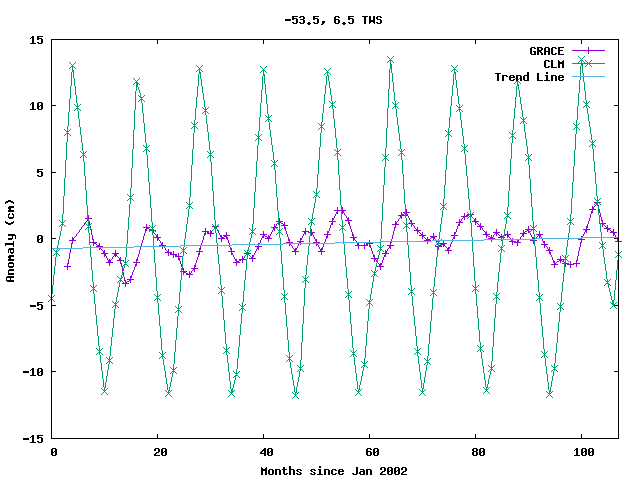 -53.5, 6.5 TWS
GRACE
CLM
Trend Line
Anomaly (cm)
15
10
5
0
-5
-10
-15
0 20 40 60 80 100
Months since Jan 2002